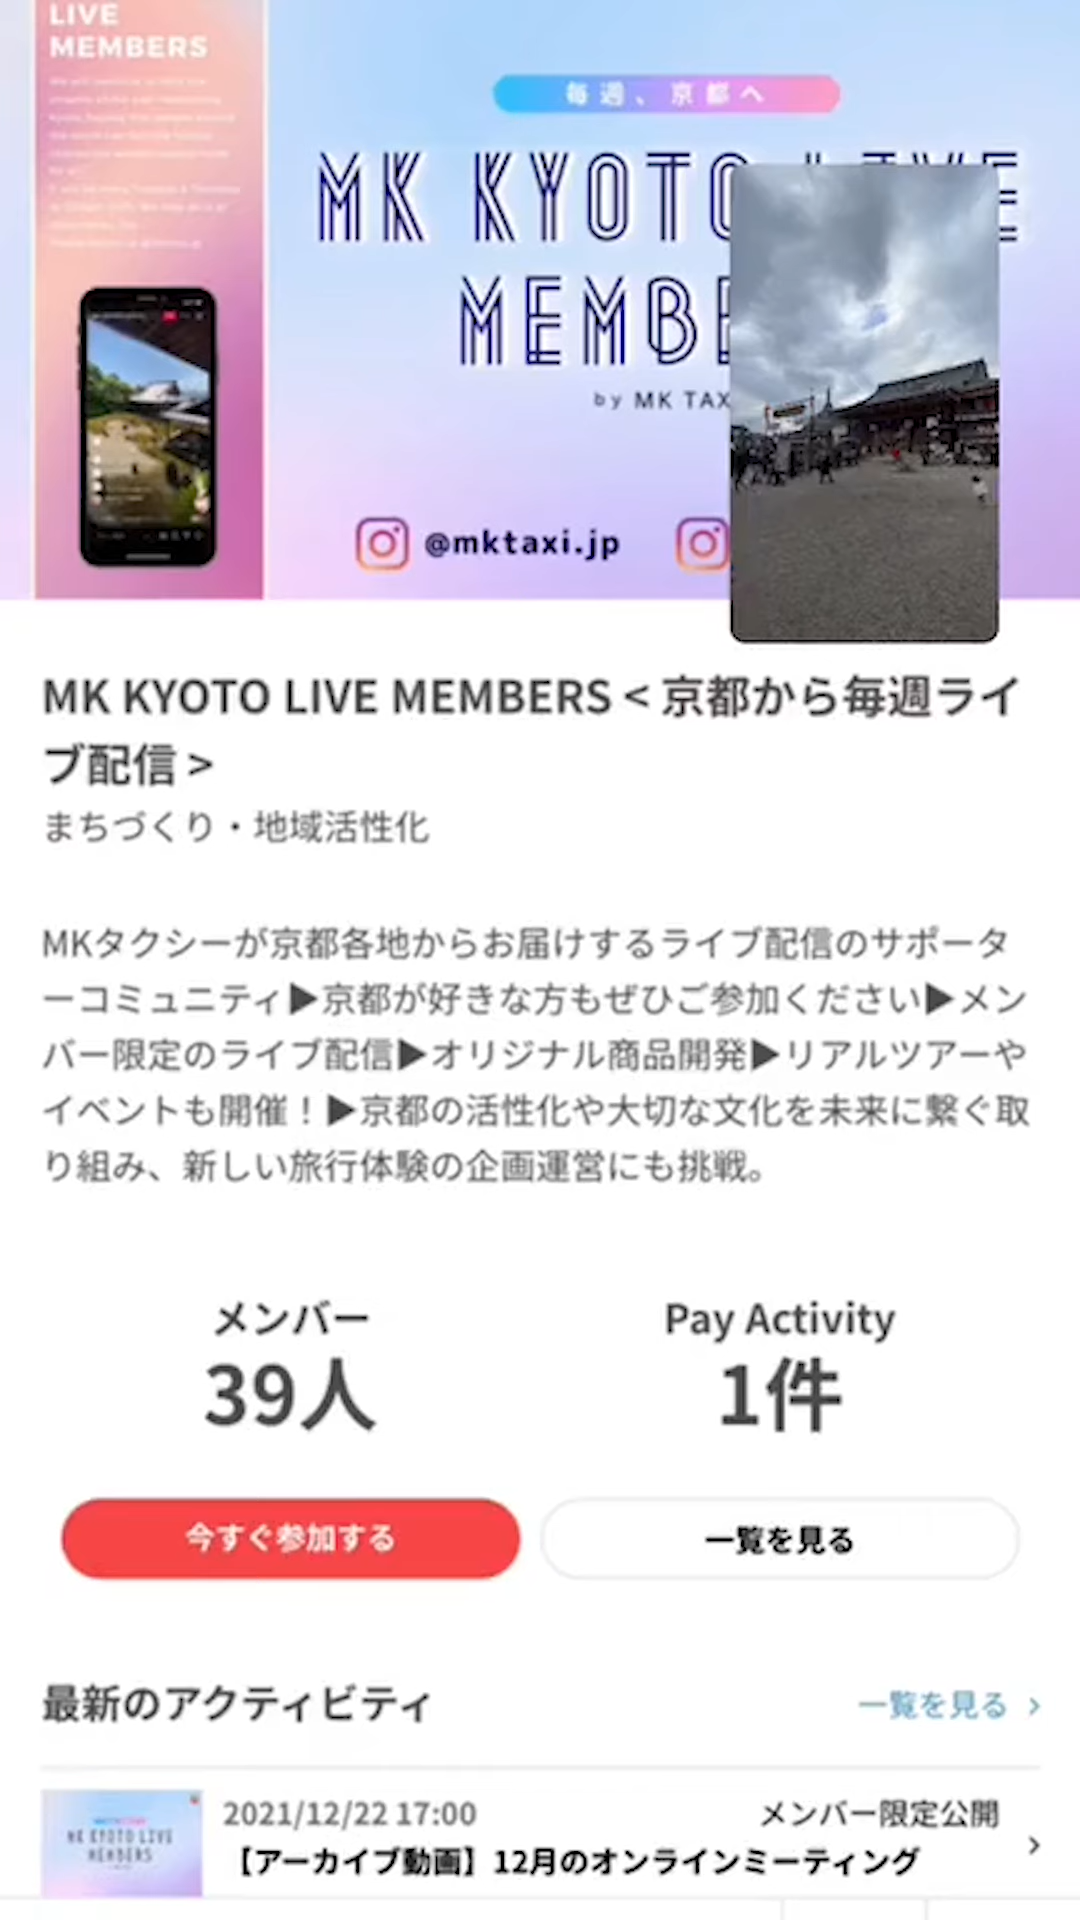 LIVE
MEMBERS
毎週、京都へ
MK KYOTO LIVE
MEMBE
by MK TAX
@mktaxi.jp
MK KYOTO LIVE MEMBERS < 京都から毎週ライ
ブ配信 >
まちづくり・地域活性化
MKタクシーが京都各地からお届けするライブ配信のサポータ
ーコミュニティ▶京都が好きな方もぜひご参加ください▶メン
バー限定のライブ配信▶オリジナル商品開発▶リアルツアーや
イベントも開催！▶京都の活性化や大切な文化を未来に繋ぐ取
り組み、新しい旅行体験の企画運営にも挑戦。
メンバー
39人
Pay Activity
1件
今すぐ参加する
一覧を見る
最新のアクティビティ
一覧を見る >
MK KYOTO LIVE
MEMBERS
2021/12/22 17:00
メンバー限定公開
【アーカイブ動画】12月のオンラインミーティング